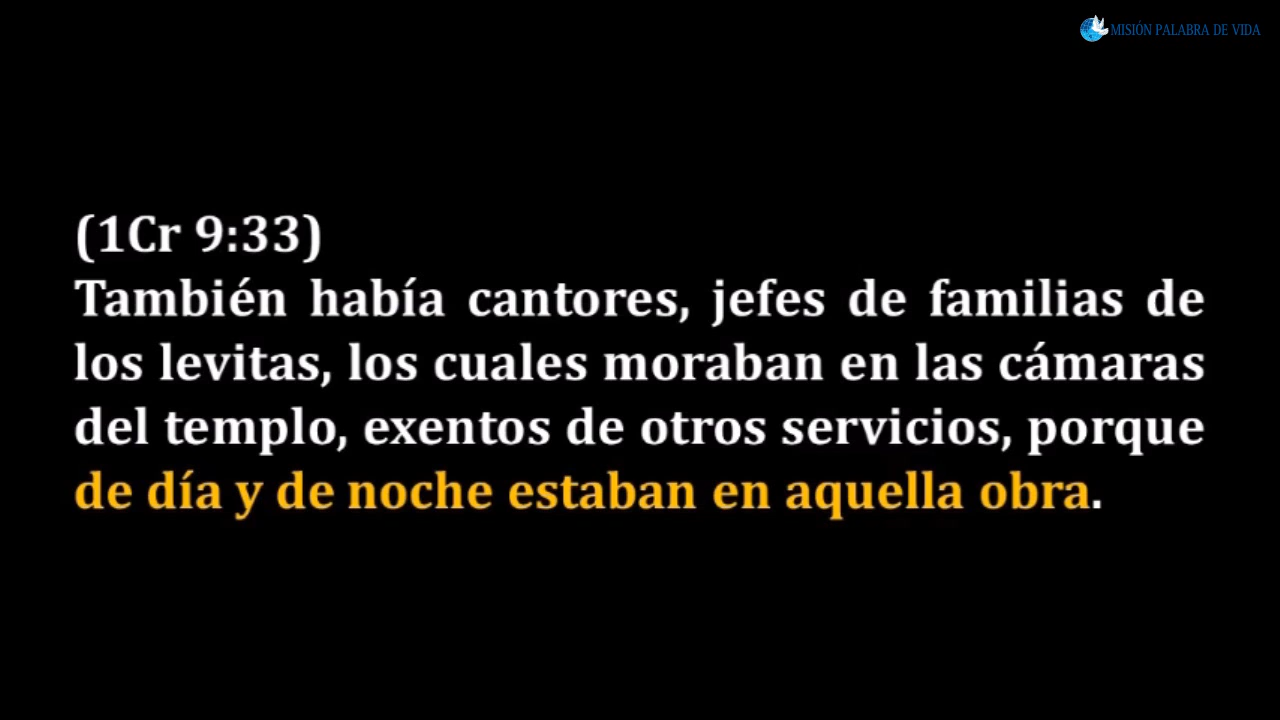 MISIÓN PALABRA DE VIDA
(1Cr 9:33)
También había cantores, jefes de familias de
los levitas, los cuales moraban en las cámaras
del templo, exentos de otros servicios, porque
de día y de noche estaban en aquella obra.